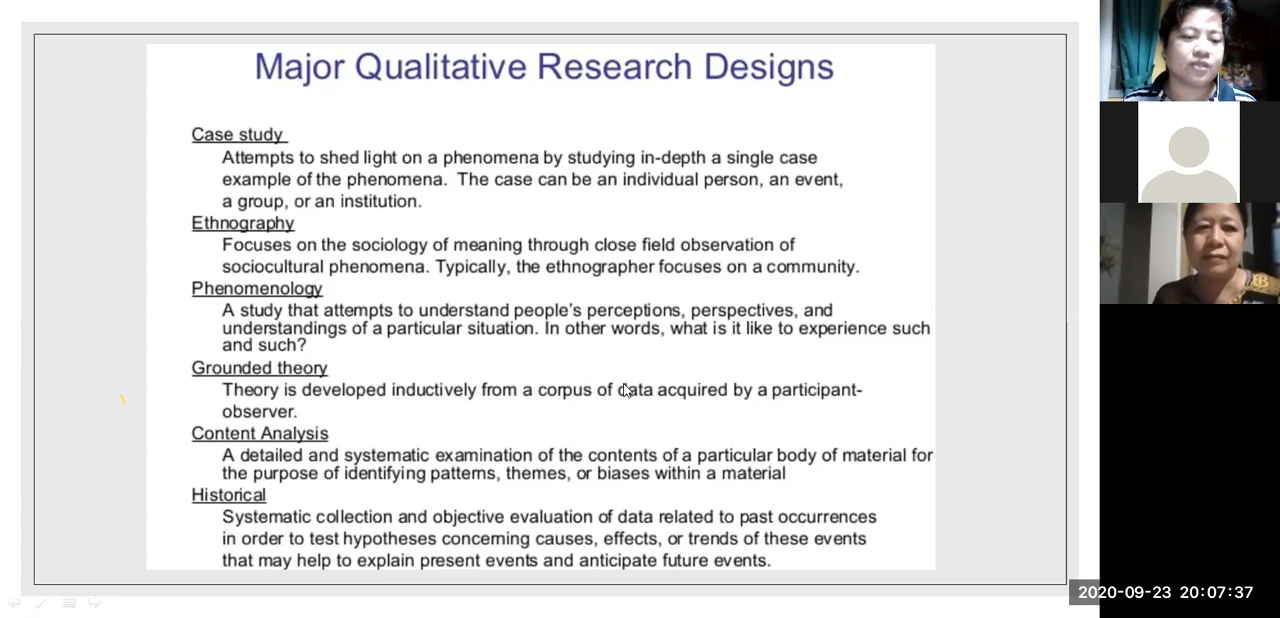 Major Qualitative Research Designs
Case study
Attempts to shed light on a phenomena by studying in-depth a single case
example of the phenomena. The case can be an individual person, an event,
a group, or an institution.
Ethnography
Focuses on the sociology of meaning through close field observation of
sociocultural phenomena. Typically, the ethnographer focuses on a community.
Phenomenology
A study that attempts to understand people's perceptions, perspectives, and
understandings of a particular situation. In other words, what is it like to experience such
and such?
Grounded theory
Theory is developed inductively from a corpus of data acquired by a participant-
observer.
Content Analysis
A detailed and systematic examination of the contents of a particular body of material for
the purpose of identifying patterns, themes, or biases within a material
Historical
Systematic collection and objective evaluation of data related to past occurrences
in order to test hypotheses concerning causes, effects, or trends of these events
that may help to explain present events and anticipate future events.
2020-09-23 20:07:37